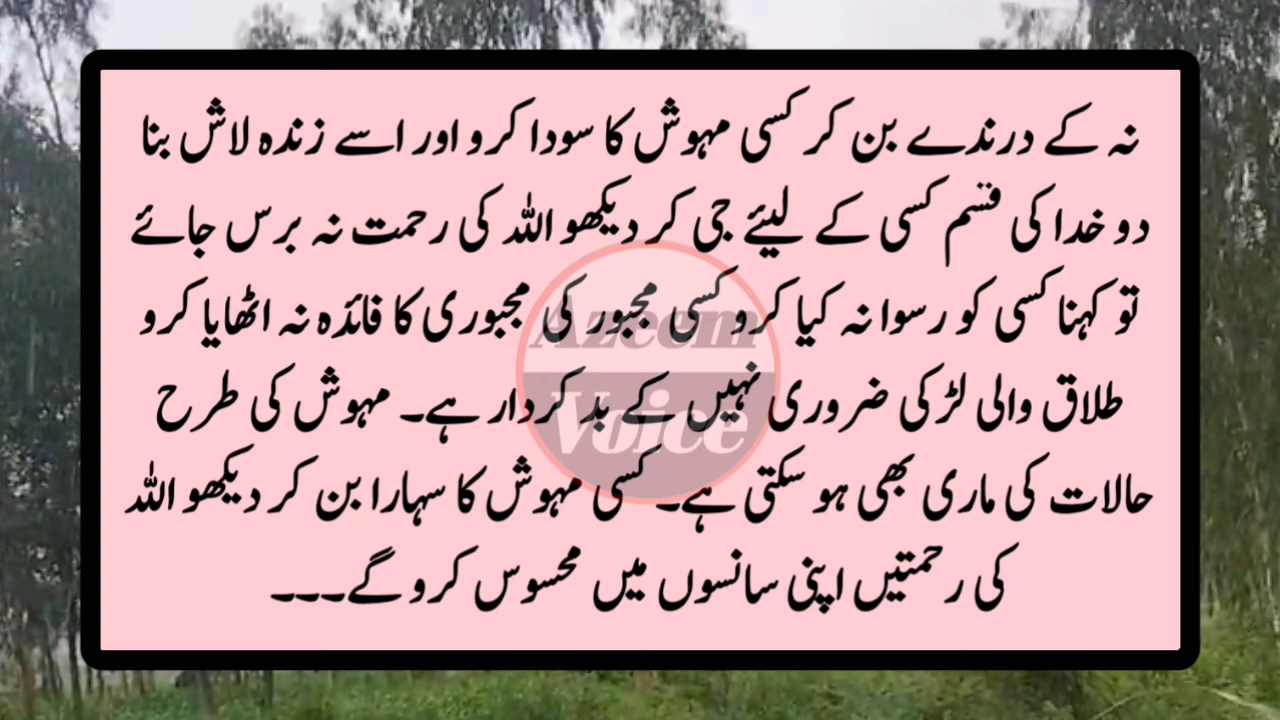 نہ کے درندے بن کر کسی مہوش کا سودا کرو اور اسے زندہ لاش بنا
دو خدا کی قسم کسی کے لیئے جی کر دیکھو اللہ کی رحمت نہ برس جائے
تو کہنا کسی کو رسوا نہ کیا کرو کسی مجبور کی مجبوری کا فائدہ نہ اٹھایا کرو
طلاق والی لڑکی ضروری نہیں کے بد کردار ہے۔ مہوش کی طرح
حالات کی ماری بھی ہو سکتی ہے۔ کسی مہوش کا سہارا بن کر دیکھو اللہ
کی رحمتیں اپنی سانسوں میں محسوس کرو گے۔۔۔
Azeem
Voice